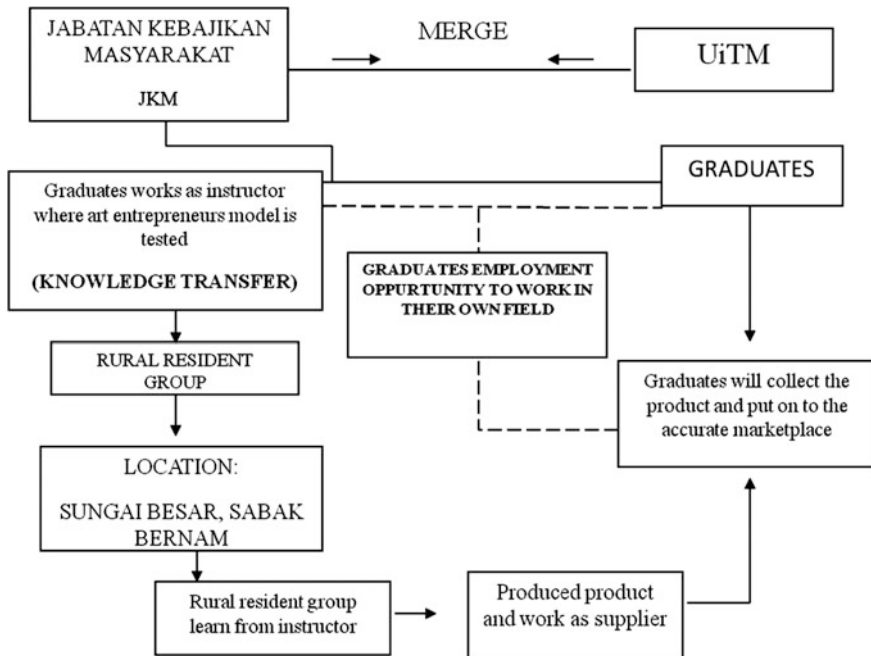 JABATAN KEBAJIKAN
MASYARAKAT
JKM
MERGE
UiTM
GRADUATES
Graduates works as instructor
where art entrepreneurs model is
tested
(KNOWLEDGE TRANSFER)
GRADUATES EMPLOYMENT
OPPURTUNITY TO WORK IN
THEIR OWN FIELD
RURAL RESIDENT
GROUP
Graduates will collect the
product and put on to the
accurate marketplace
LOCATION:
SUNGAI BESAR, SABAK
BERNAM
Rural resident group
learn from instructor
Produced product
and work as supplier